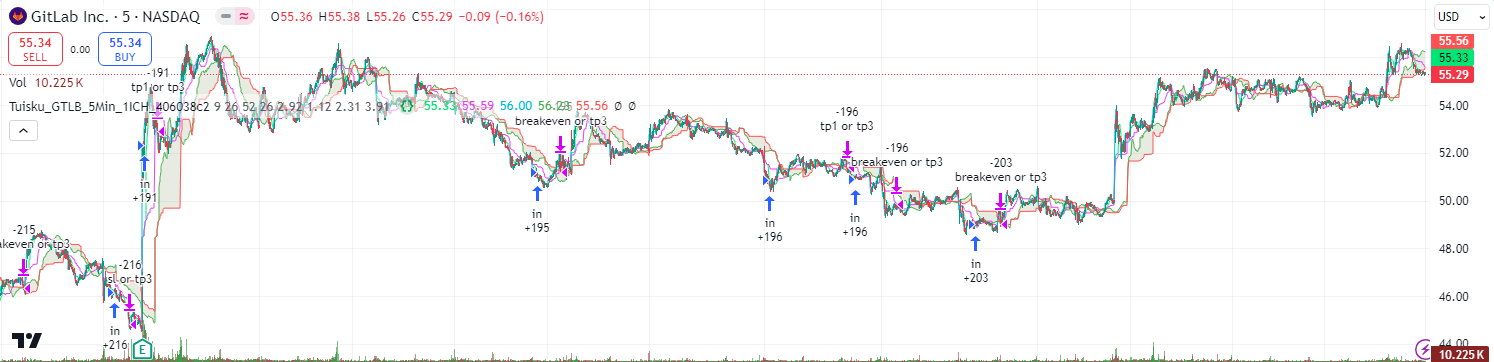 GitLab Inc. · 5 · NASDAQ
O55.36 H55.38 L55.26 C55.29 −0.09 (−0.16%)
USD
55.34
SELL
0.00
55.34
BUY
Vol 10.225 K
Tuisku_GTLB_5Min_1ICH_406038c2 9 26 52 26 2.92 1.12 2.31 3.91
55.33 55.59 56.00 55.56 Ø Ø
-191
tp1 or tp3
in
+191
-215
akeven or tp3
-216
sl or tp3
in
+216
E
breakeven or tp3
in
+195
-196
tp1 or tp3
in
+196
-196
breakeven or tp3
in
+196
-203
breakeven or tp3
in
+203
55.56
55.33
55.29
54.00
52.00
50.00
48.00
46.00
44.00
10.225 K